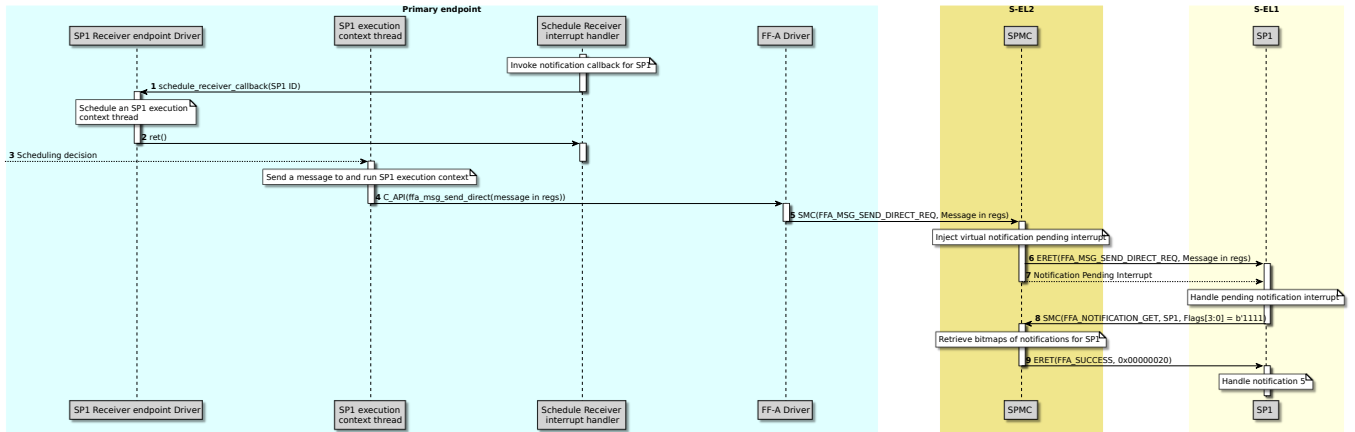 Primary endpoint
S-EL2
S-EL1
SP1 Receiver endpoint Driver
SP1 execution
context thread
Schedule Receiver
interrupt handler
FF-A Driver
SPMC
SP1
Invoke notification callback for SP1
1 schedule_receiver_callback(SP1 ID)
Schedule an SP1 execution
context thread
2 ret()
3 Scheduling decision
Send a message to and run SP1 execution context
4 C_API(ffa_msg_send_direct(message in regs))
5 SMC(FFA_MSG_SEND_DIRECT_REQ, Message in regs)
Inject virtual notification pending interrupt
6 ERET(FFA_MSG_SEND_DIRECT_REQ, Message in regs)
7 Notification Pending Interrupt
Handle pending notification interrupt
8 SMC(FFA_NOTIFICATION_GET, SP1, Flags[3:0] = b'1111)
Retrieve bitmaps of notifications for SP1
9 ERET(FFA_SUCCESS, 0x00000020)
Handle notification 5
SP1 Receiver endpoint Driver
SP1 execution
context thread
Schedule Receiver
interrupt handler
FF-A Driver
SPMC
SP1